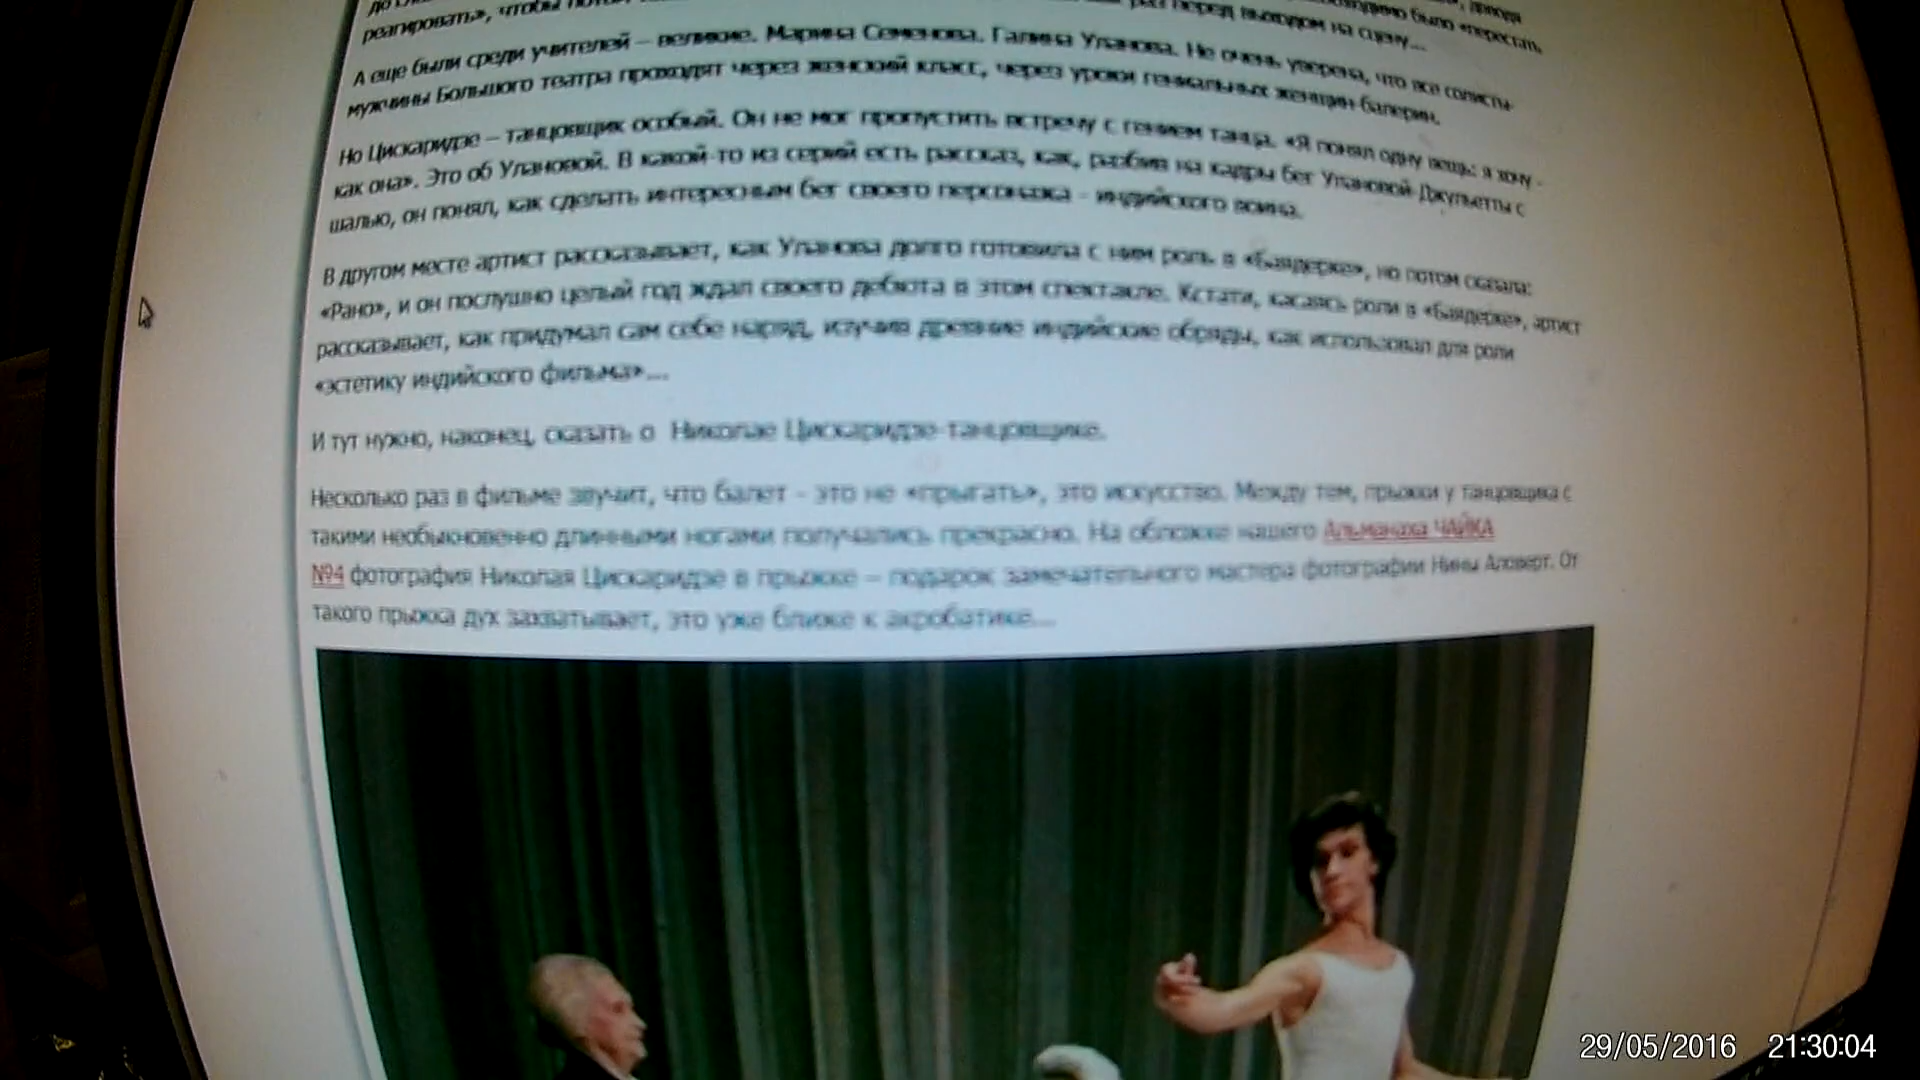 реагировать», чтобы
раз перед выходом на сцену...
А еще были среди учителей – великие. Марина Семенова. Галина Уланова. Не очень уверена, что все солисты-
мужчины Большого театра проходят через женский класс, через уроки гениальных женщин-балерин.
Но Цискаридзе – танцовщик особый. Он не мог пропустить встречу с гением танца. «Я понял одну вещь: я хочу -
как она». Это об Улановой. В какой-то из серий есть рассказ, как, разбив на кадры бег Улановой-Джульетты с
шалью, он понял, как сделать интересным бег своего персонажа - индийского воина.
В другом месте артист рассказывает, как Уланова долго готовила с ним роль в «Баядерке», но потом сказала:
«Рано», и он послушно целый год ждал своего дебюта в этом спектакле. Кстати, касаясь роли в «Баядерке», артист
рассказывает, как придумал сам себе наряд, изучив древние индийские обряды, как использовал для роли
«эстетику индийского фильма»....
И тут нужно, наконец, сказать о Николае Цискаридзе-танцовщике.
Несколько раз в фильме звучит, что балет - это не «прыгать», это искусство. Между тем, прыжки у танцовщика с
такими необыкновенно длинными ногами получались прекрасно. На обложке нашего Альманаха ЧАЙКА
№4 фотография Николая Цискаридзе в прыжке – подарок замечательного мастера фотографии Нины Аловерт. От
такого прыжка дух захватывает, это уже ближе к акробатике....
29/05/2016 21:30:04